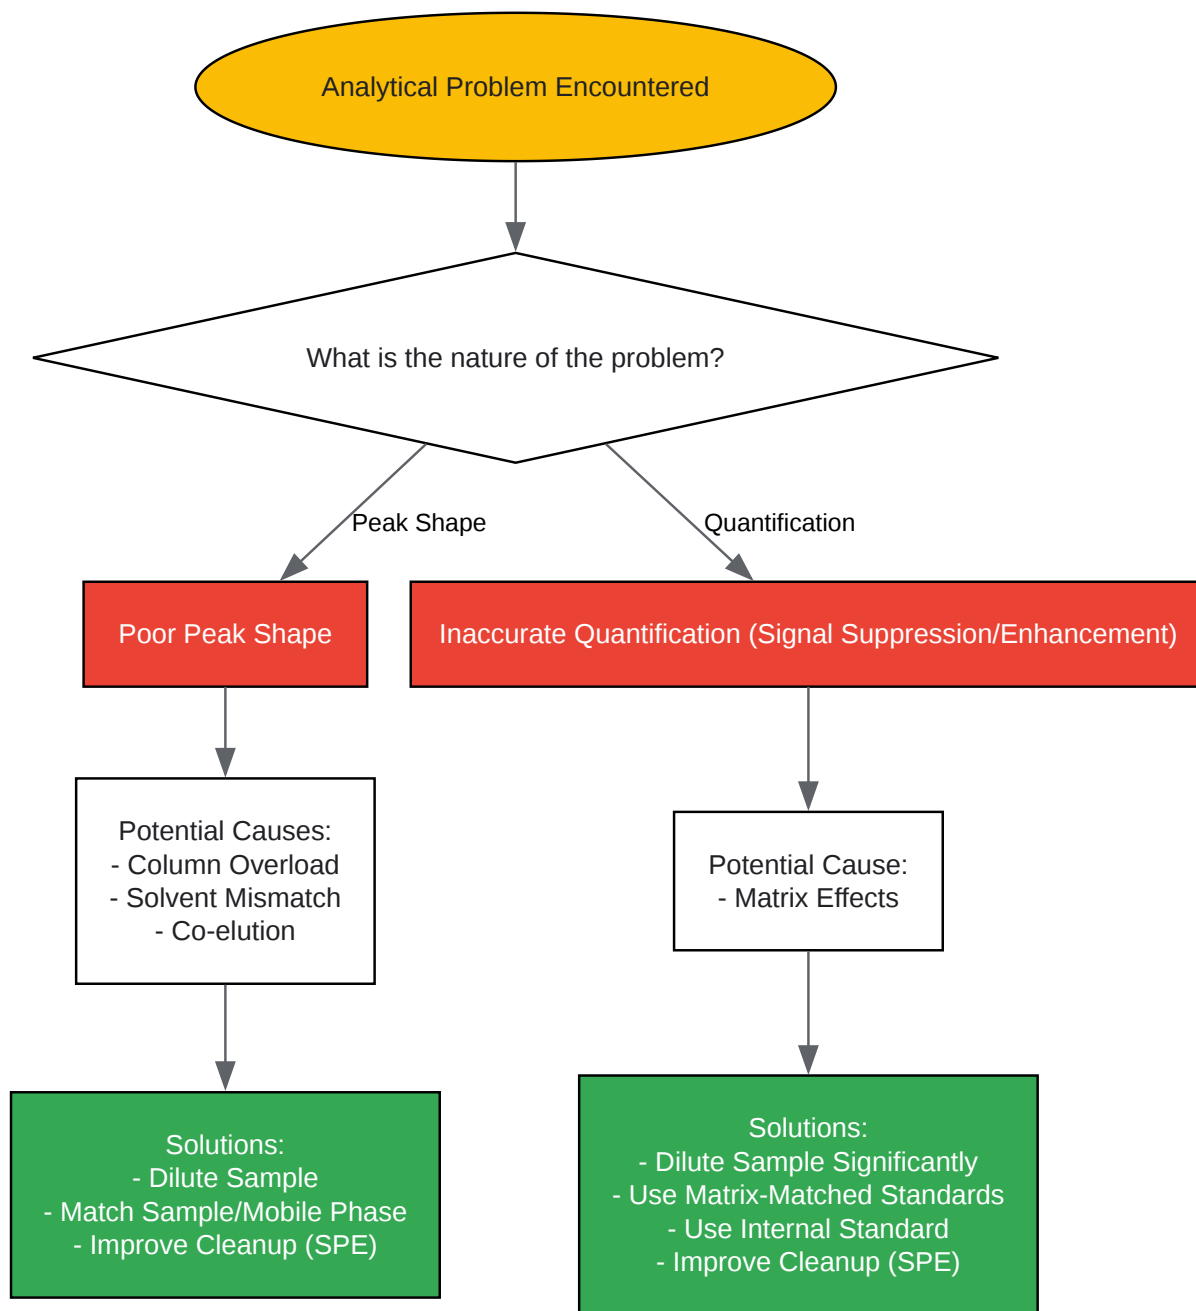 Analytical Problem Encountered
What is the nature of the problem?
Peak Shape
Quantification
Poor Peak Shape
Inaccurate Quantification (Signal Suppression/Enhancement)
Potential Causes:
- Column Overload
- Solvent Mismatch
- Co-elution
Potential Cause:
- Matrix Effects
Solutions:
- Dilute Sample
- Match Sample/Mobile Phase
- Improve Cleanup (SPE)
Solutions:
- Dilute Sample Significantly
- Use Matrix-Matched Standards
- Use Internal Standard
- Improve Cleanup (SPE)